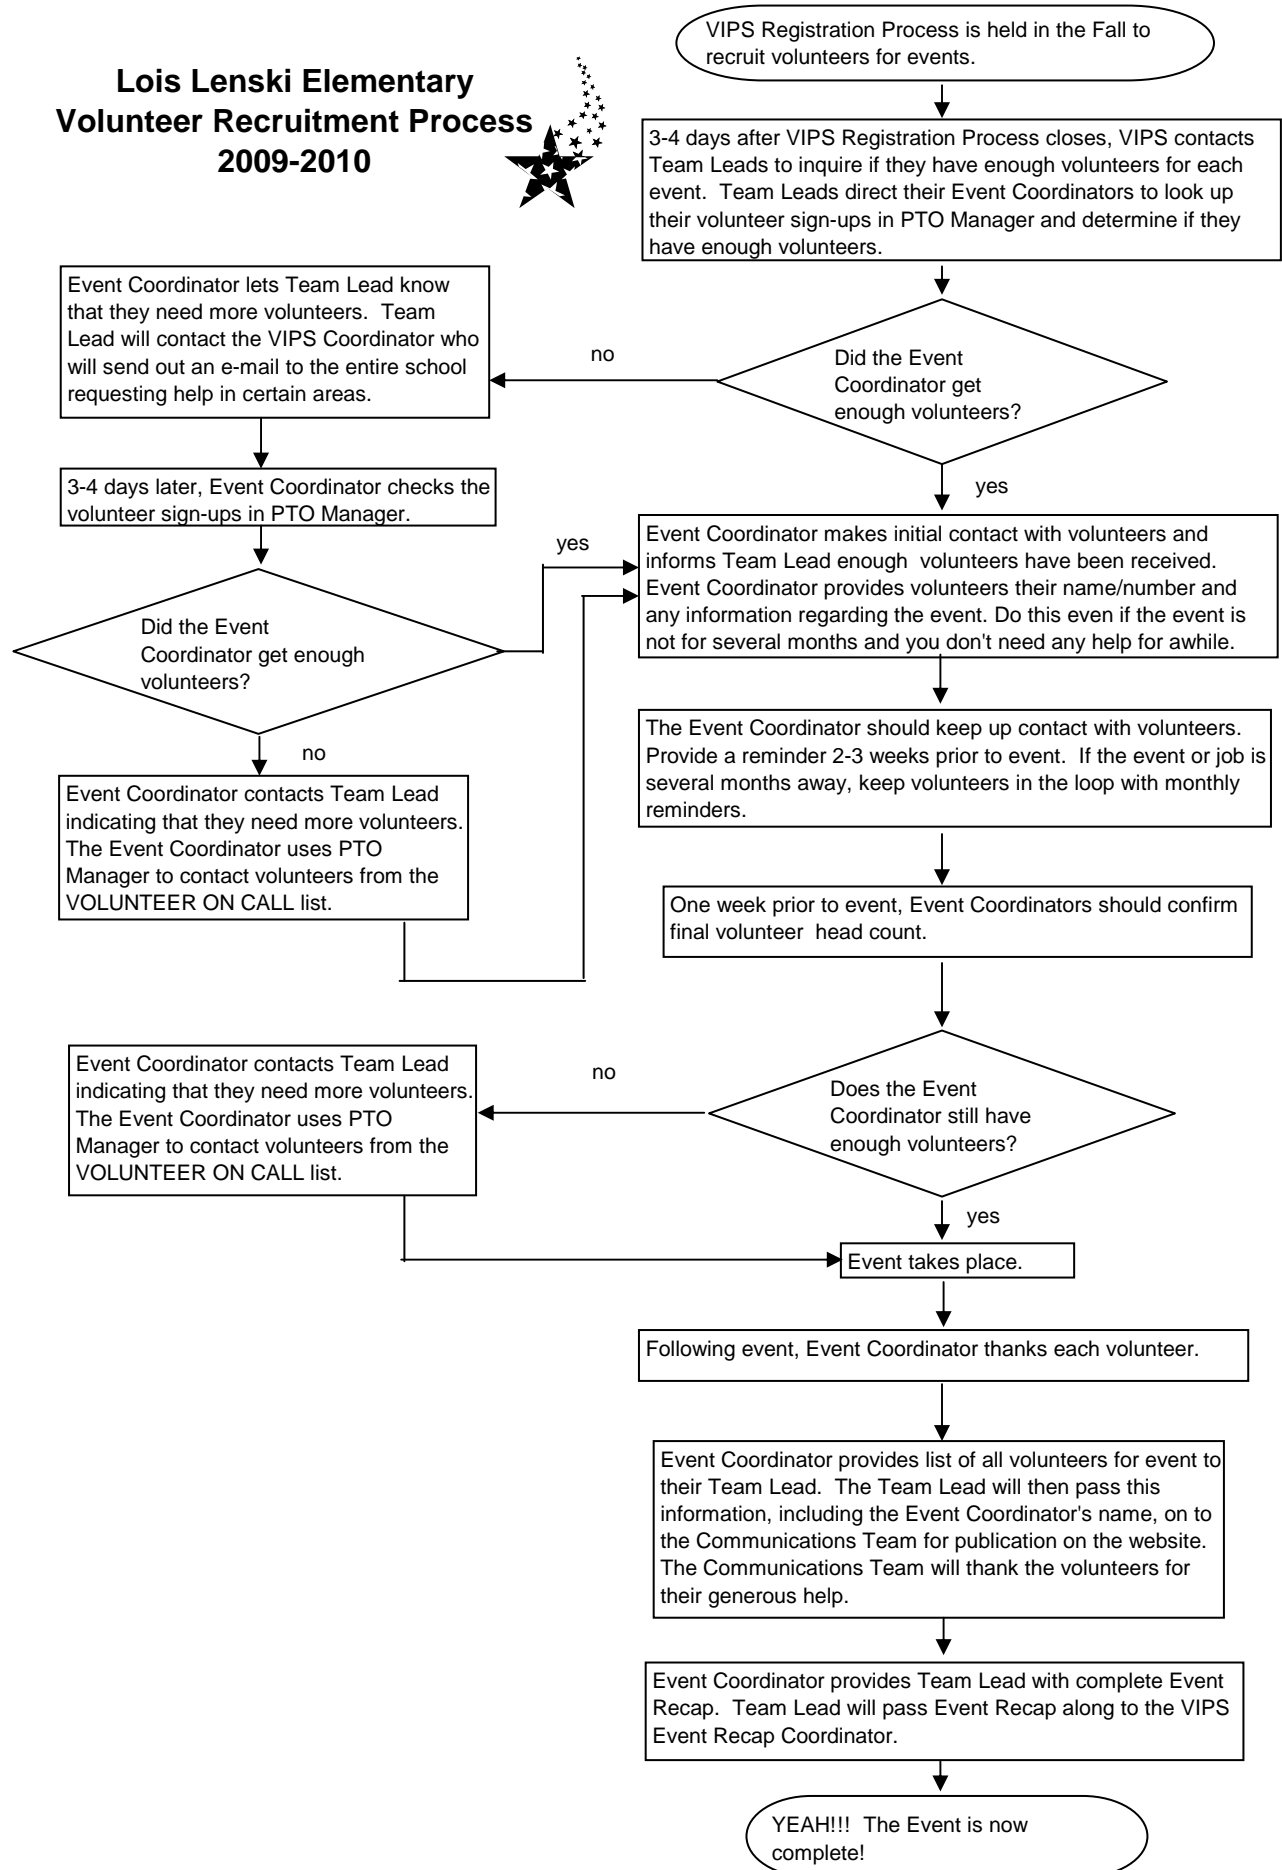 Lois Lenski Elementary
Volunteer Recruitment Process
2009-2010
VIPS Registration Process is held in the Fall to
recruit volunteers for events.
3-4 days after VIPS Registration Process closes, VIPS contacts
Team Leads to inquire if they have enough volunteers for each
event.  Team Leads direct their Event Coordinators to look up
their volunteer sign-ups in PTO Manager and determine if they
have enough volunteers.
Did the Event
Coordinator get
enough volunteers?
no
Event Coordinator lets Team Lead know
that they need more volunteers.  Team
Lead will contact the VIPS Coordinator who
will send out an e-mail to the entire school
requesting help in certain areas.
3-4 days later, Event Coordinator checks the
volunteer sign-ups in PTO Manager.
Did the Event
Coordinator get enough
volunteers?
yes
no
Event Coordinator contacts Team Lead
indicating that they need more volunteers.
The Event Coordinator uses PTO
Manager to contact volunteers from the
VOLUNTEER ON CALL list.
yes
Event Coordinator makes initial contact with volunteers and
informs Team Lead enough  volunteers have been received.
Event Coordinator provides volunteers their name/number and
any information regarding the event. Do this even if the event is
not for several months and you don't need any help for awhile.
The Event Coordinator should keep up contact with volunteers.
Provide a reminder 2-3 weeks prior to event.  If the event or job is
several months away, keep volunteers in the loop with monthly
reminders.
One week prior to event, Event Coordinators should confirm
final volunteer  head count.
Does the Event
Coordinator still have
enough volunteers?
no
Event Coordinator contacts Team Lead
indicating that they need more volunteers.
The Event Coordinator uses PTO
Manager to contact volunteers from the
VOLUNTEER ON CALL list.
yes
Event takes place.
Following event, Event Coordinator thanks each volunteer.
Event Coordinator provides list of all volunteers for event to
their Team Lead.  The Team Lead will then pass this
information, including the Event Coordinator's name, on to
the Communications Team for publication on the website.
The Communications Team will thank the volunteers for
their generous help.
Event Coordinator provides Team Lead with complete Event
Recap.  Team Lead will pass Event Recap along to the VIPS
Event Recap Coordinator.
YEAH!!!  The Event is now
complete!